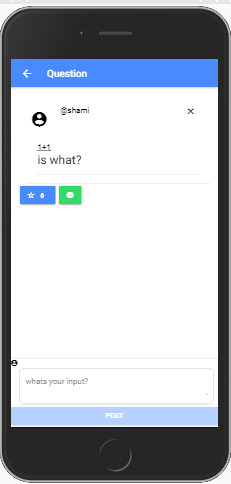 Question
@shami
1+1
is what?
8
whats your input?
POST